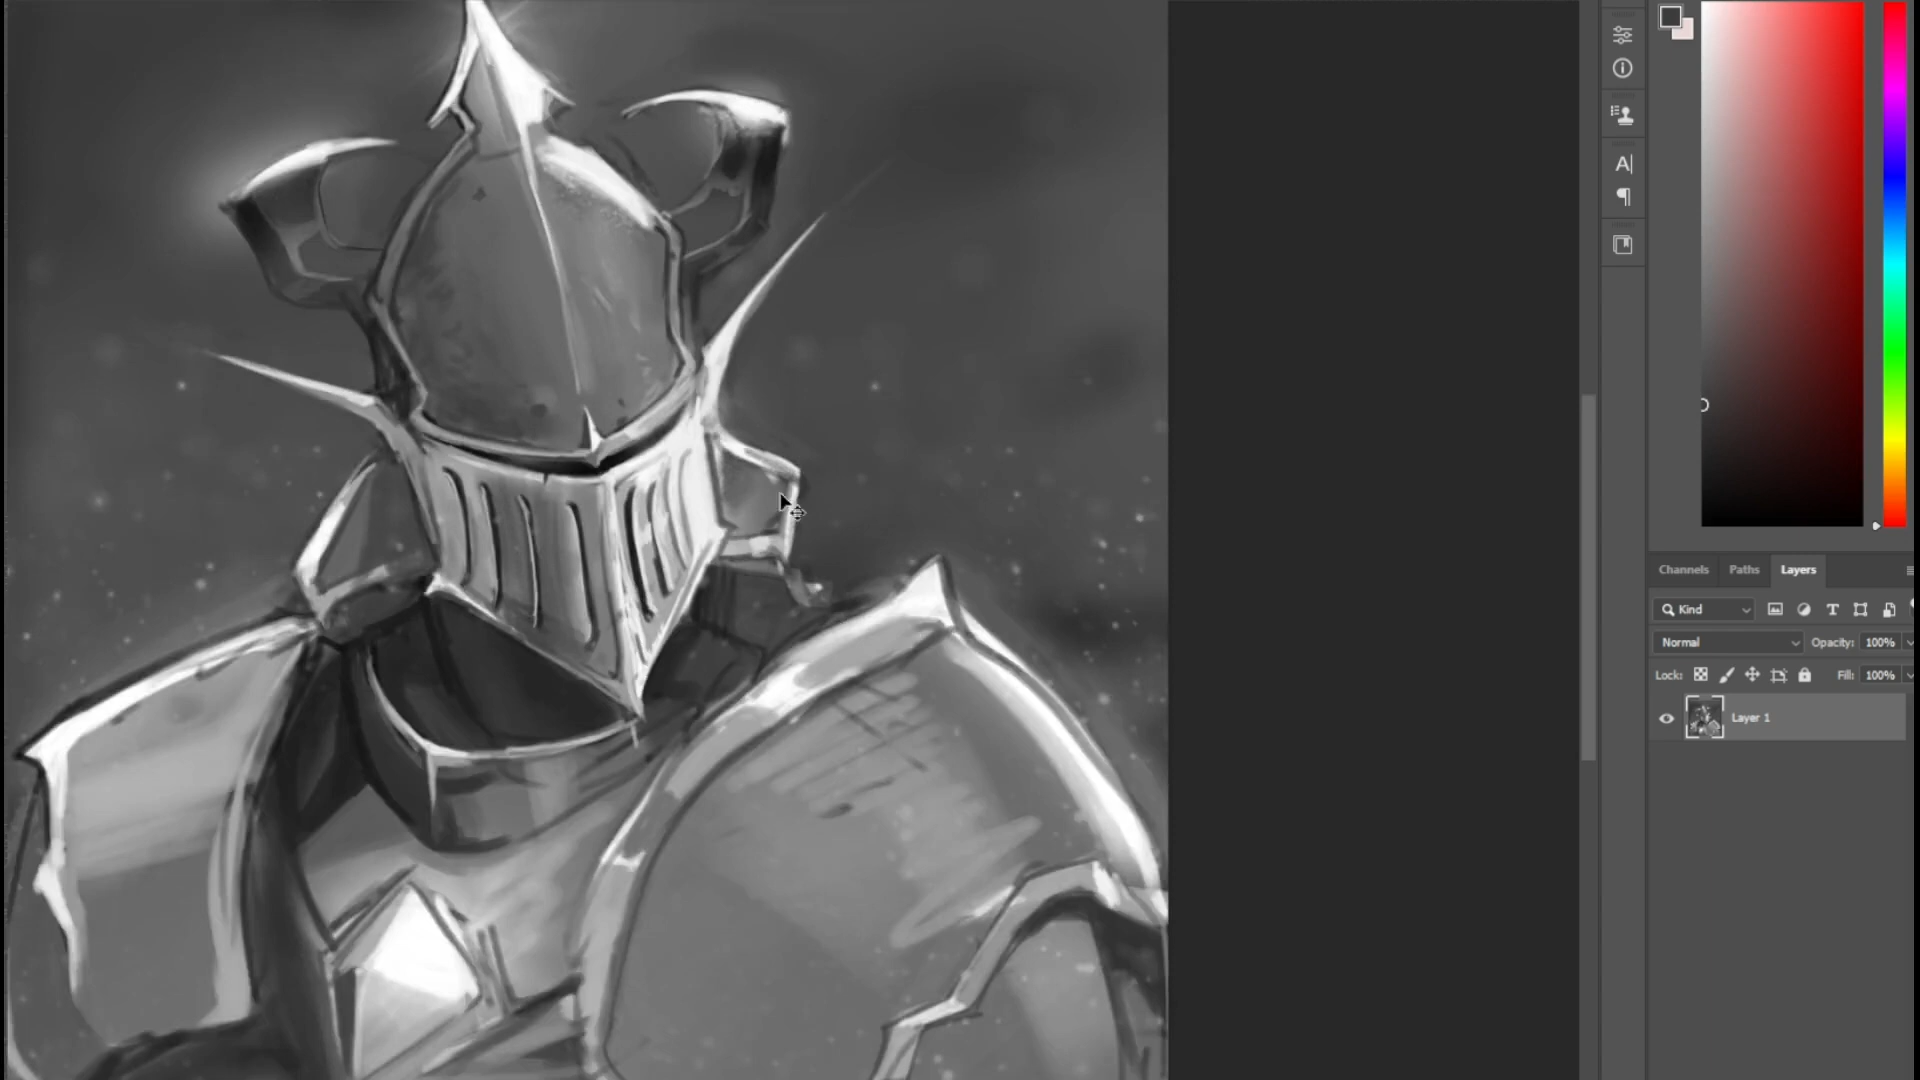 A|
¶
Channels Paths Layers
Kind
T
Normal Opacity: 100%
Lock: Fill: 100%
Layer 1